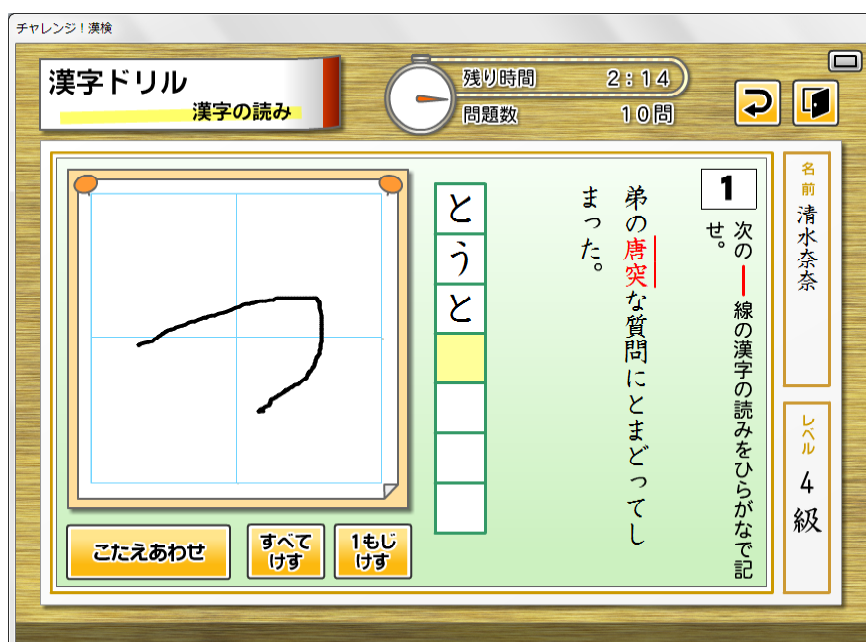 チャレンジ！漢検
漢字ドリル
漢字の読み
残り時間 2：14
問題数 10問
名前 清水奈奈
レベル 4級
1
次の ― 線の漢字の読みをひらがなで記
せ。
弟の唐突な質問にとまどってし
まった。
とうと
つ
こたえあわせ
すべて
けす
1もじ
けす